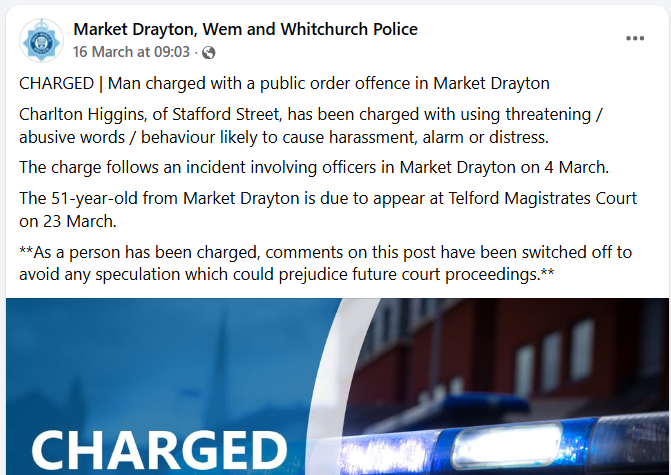 Market Drayton, Wem and Whitchurch Police
16 March at 09:03 ·
CHARGED | Man charged with a public order offence in Market Drayton
Charlton Higgins, of Stafford Street, has been charged with using threatening /
abusive words / behaviour likely to cause harassment, alarm or distress.
The charge follows an incident involving officers in Market Drayton on 4 March.
The 51-year-old from Market Drayton is due to appear at Telford Magistrates Court
on 23 March.
**As a person has been charged, comments on this post have been switched off to
avoid any speculation which could prejudice future court proceedings.**
CHARGED